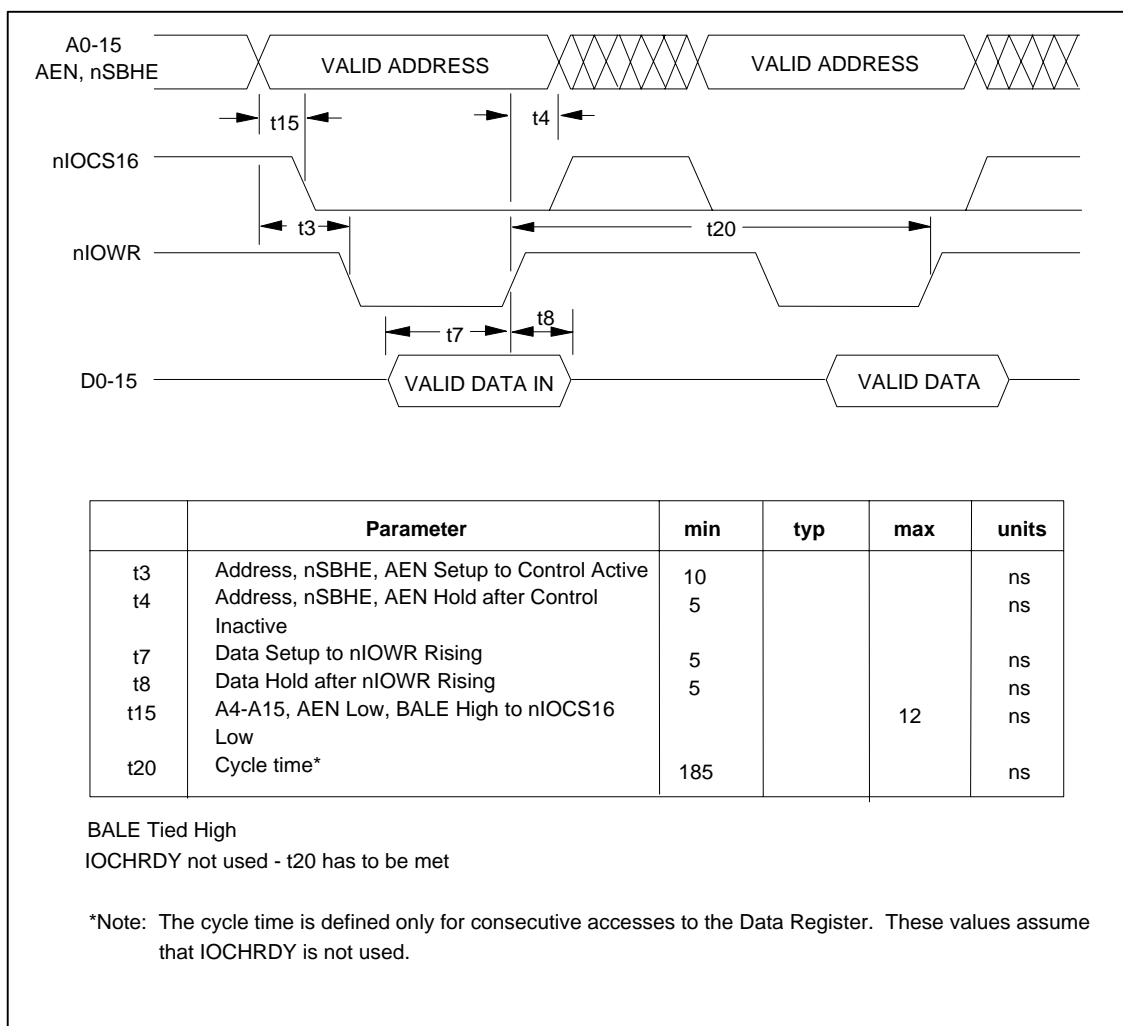 A0-15
AEN, nSBHE
VALID ADDRESS
VALID ADDRESS
t15
t4
nIOCS16
t3
t20
nIOWR
t7
t8
D0-15
VALID DATA IN
VALID DATA
Parameter min typ max units
t3 Address, nSBHE, AEN Setup to Control Active 10 ns
t4 Address, nSBHE, AEN Hold after Control 5 ns
Inactive
t7 Data Setup to nIOWR Rising 5 ns
t8 Data Hold after nIOWR Rising 5 ns
t15 A4-A15, AEN Low, BALE High to nIOCS16 12 ns
Low
t20 Cycle time* 185 ns
BALE Tied High
IOCHRDY not used - t20 has to be met
*Note: The cycle time is defined only for consecutive accesses to the Data Register. These values assume
that IOCHRDY is not used.